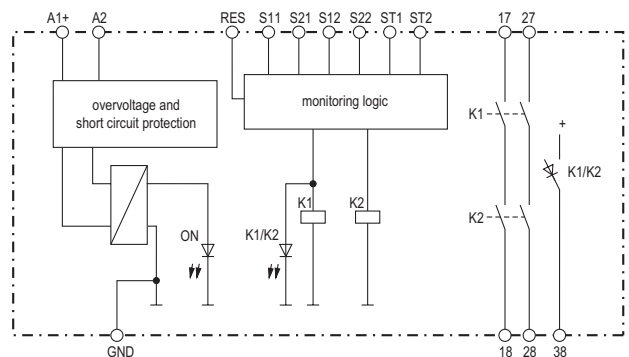 A1+ A2 RES S11 S21 S12 S22 ST1 ST2 17 27
overvoltage and
short circuit protection
monitoring logic
K1
+
K1/K2
K1 K2
K2
ON K1/K2
GND 18 28 38